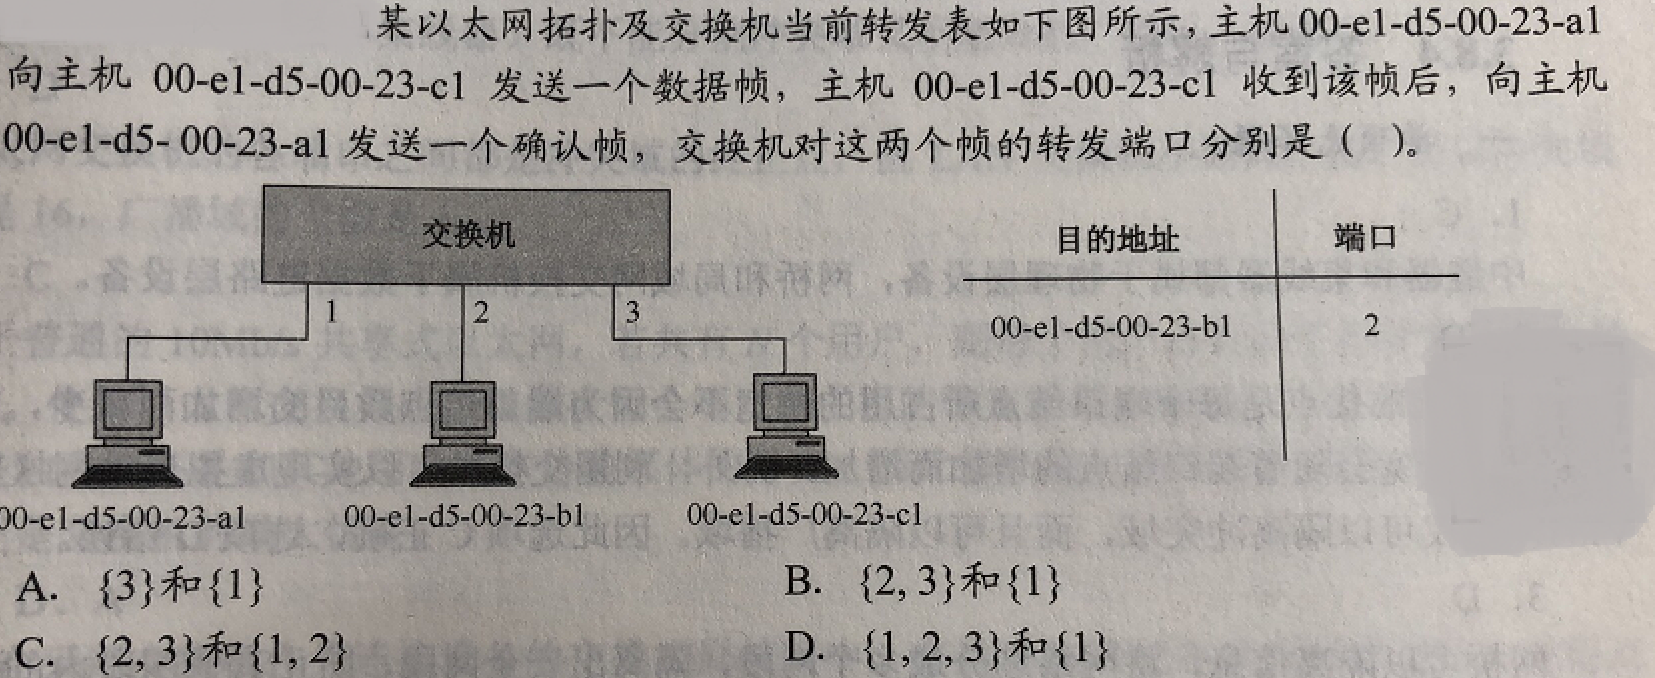 某以太网拓扑及交换机当前转发表如下图所示，主机 00-e1-d5-00-23-a1
向主机 00-e1-d5-00-23-c1 发送一个数据帧，主机 00-e1-d5-00-23-c1 收到该帧后，向主机
00-e1-d5- 00-23-a1 发送一个确认帧，交换机对这两个帧的转发端口分别是（ ）。
交换机
1 2 3
00-e1-d5-00-23-a1 00-e1-d5-00-23-b1 00-e1-d5-00-23-c1
目的地址 端口
00-e1-d5-00-23-b1 2
A. {3}和{1} B. {2, 3}和{1}
C. {2, 3}和{1, 2} D. {1, 2, 3}和{1}